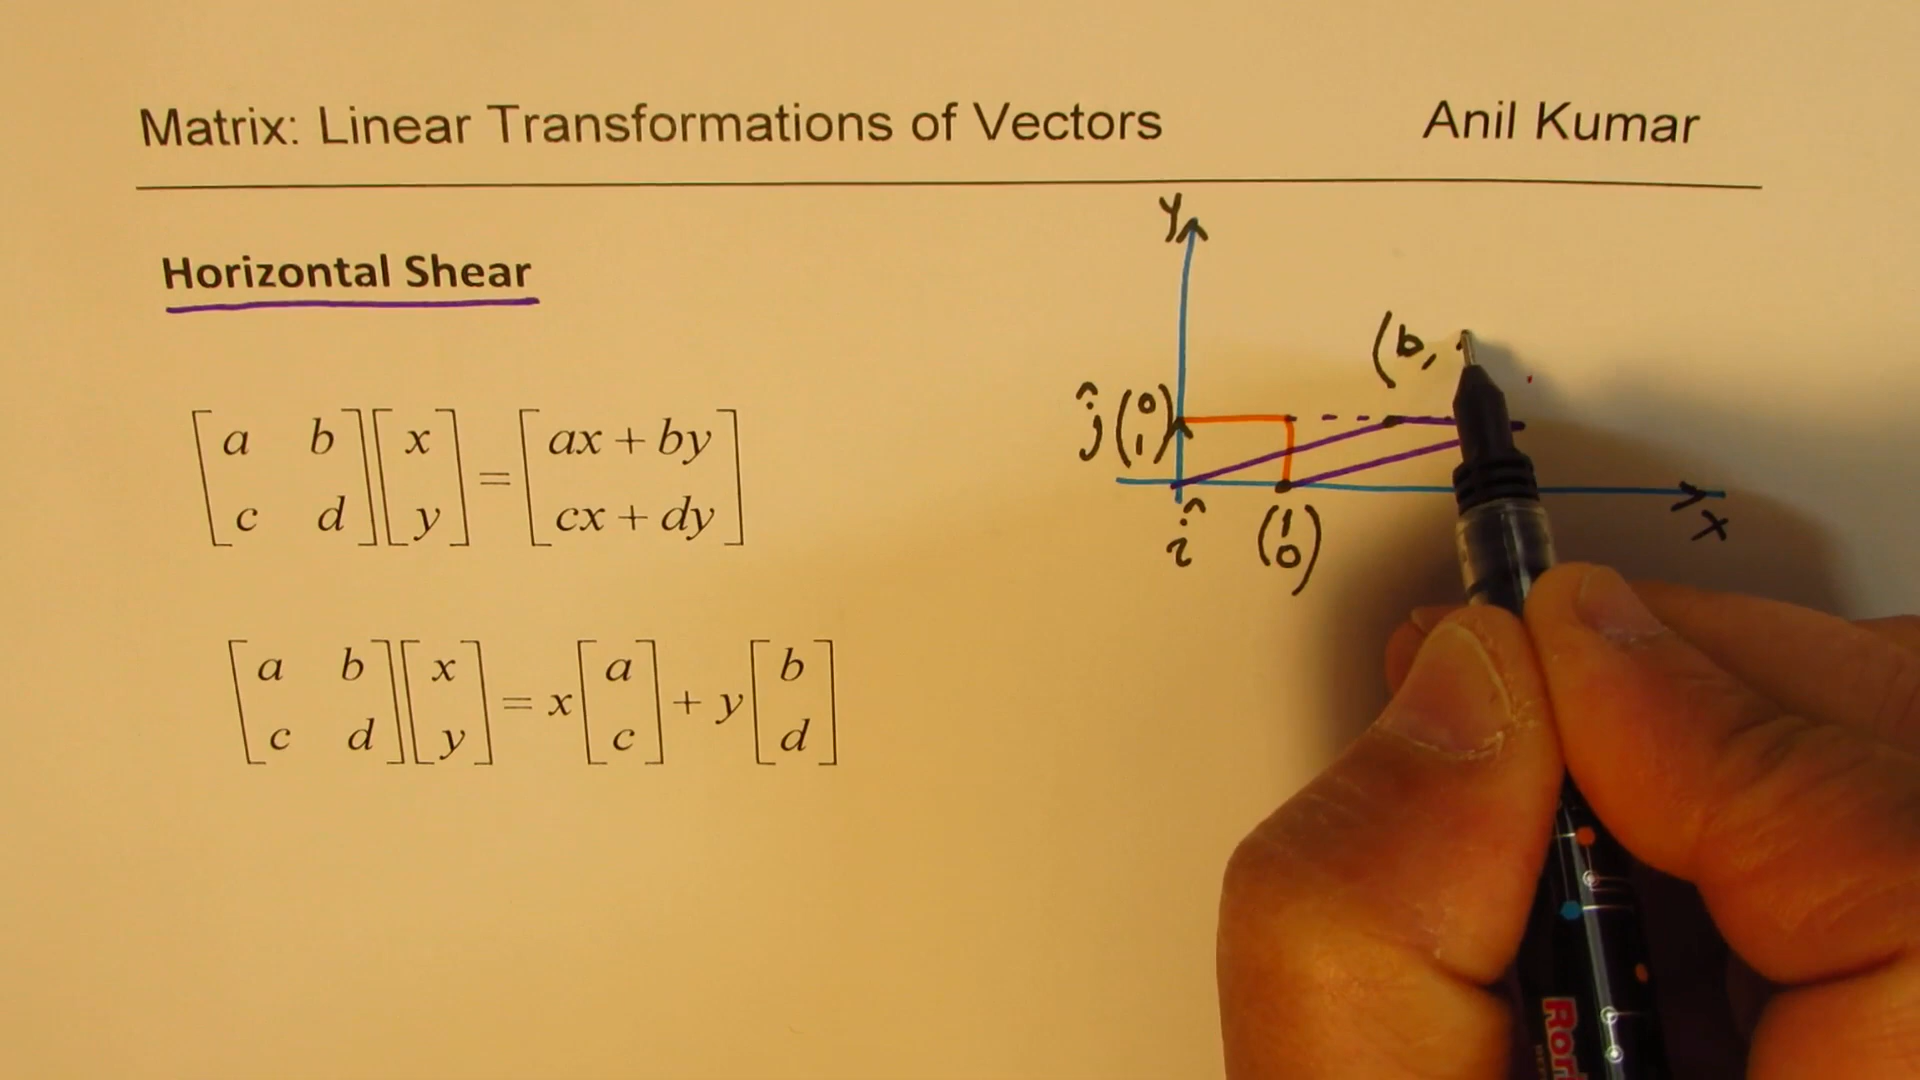 Matrix: Linear Transformations of Vectors Anil Kumar
Horizontal Shear
[a b; c d][x; y] = [ax + by; cx + dy]
[a b; c d][x; y] = x[a; c] + y[b; d]
y
(b,
ĵ (0 1)
î (1 0)
x